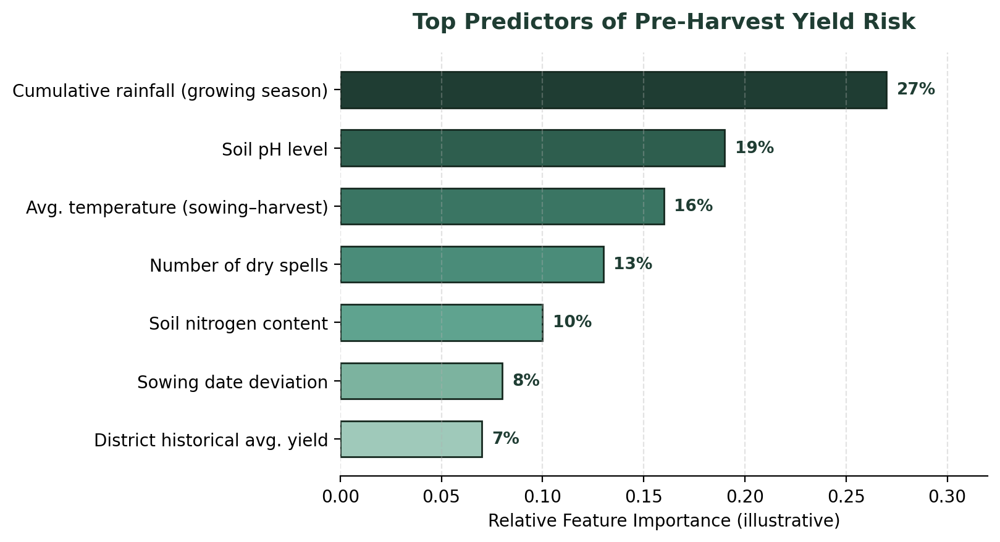 Top Predictors of Pre-Harvest Yield Risk
Cumulative rainfall (growing season)
27%
Soil pH level
19%
Avg. temperature (sowing–harvest)
16%
Number of dry spells
13%
Soil nitrogen content
10%
Sowing date deviation
8%
District historical avg. yield
7%
0.00 0.05 0.10 0.15 0.20 0.25 0.30
Relative Feature Importance (illustrative)